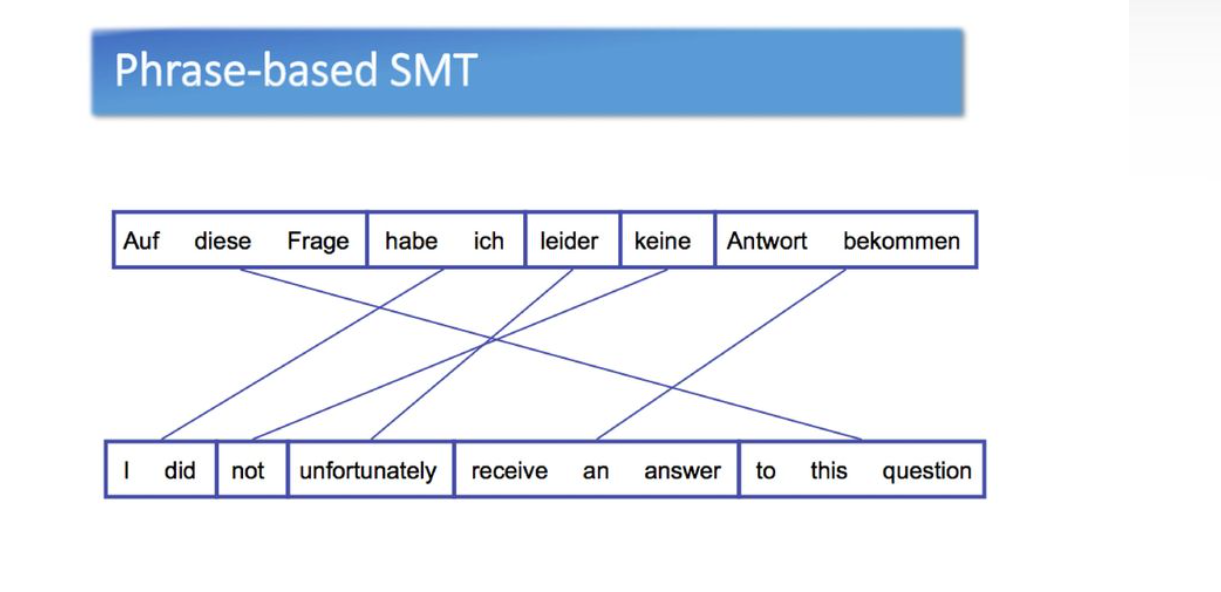 Phrase-based SMT
Auf diese Frage habe ich leider keine Antwort bekommen
I did not unfortunately receive an answer to this question